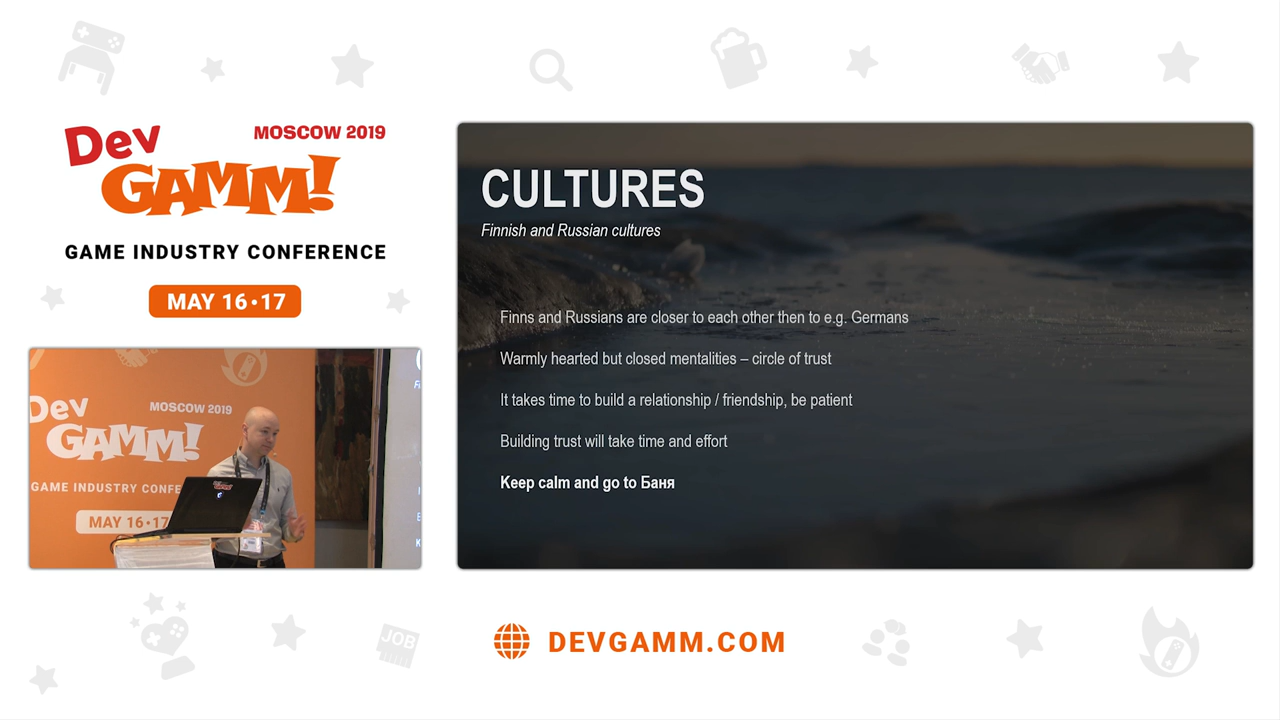 Dev
GAMM!
MOSCOW 2019
GAME INDUSTRY CONFERENCE
MAY 16•17
Dev
GAMM!
MOSCOW 2019
GAME INDUSTRY CONFE
MAY 16•17
CULTURES
Finnish and Russian cultures
Finns and Russians are closer to each other then to e.g. Germans
Warmly hearted but closed mentalities – circle of trust
It takes time to build a relationship / friendship, be patient
Building trust will take time and effort
Keep calm and go to Баня
JOB
DEVGAMM.COM